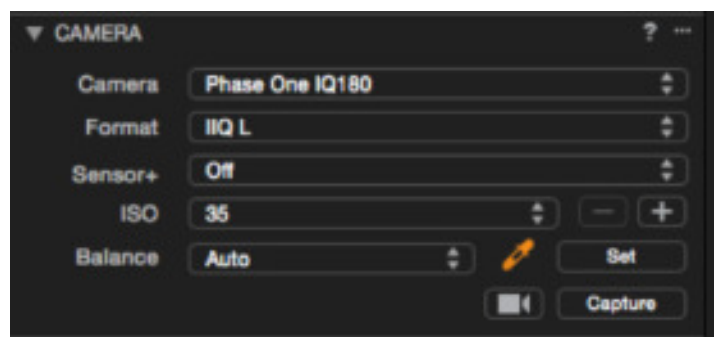 CAMERA ? ...
Camera Phase One IQ180
Format IIQ L
Sensor+ Off
ISO 35 − +
Balance Auto Set
Capture